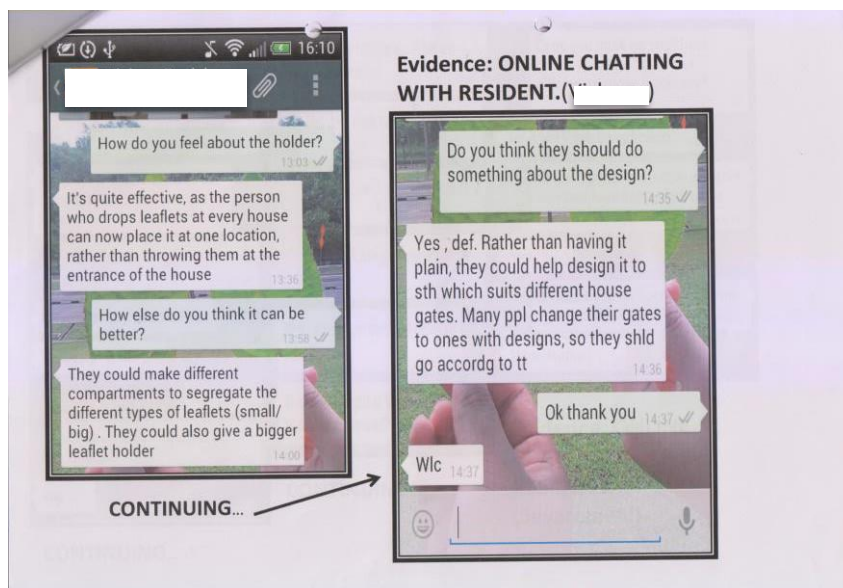 16:10
How do you feel about the holder?
13:03
It's quite effective, as the person
who drops leaflets at every house
can now place it at one location,
rather than throwing them at the
entrance of the house
13:36
How else do you think it can be
better?
13:58
They could make different
compartments to segregate the
different types of leaflets (small/
big) . They could also give a bigger
leaflet holder
14:00
CONTINUING...
Evidence: ONLINE CHATTING
WITH RESIDENT.(
)
Do you think they should do
something about the design?
14:35
Yes , def. Rather than having it
plain, they could help design it to
sth which suits different house
gates. Many ppl change their gates
to ones with designs, so they shld
go accordg to tt
14:36
Ok thank you 14:37
Wlc 14:37